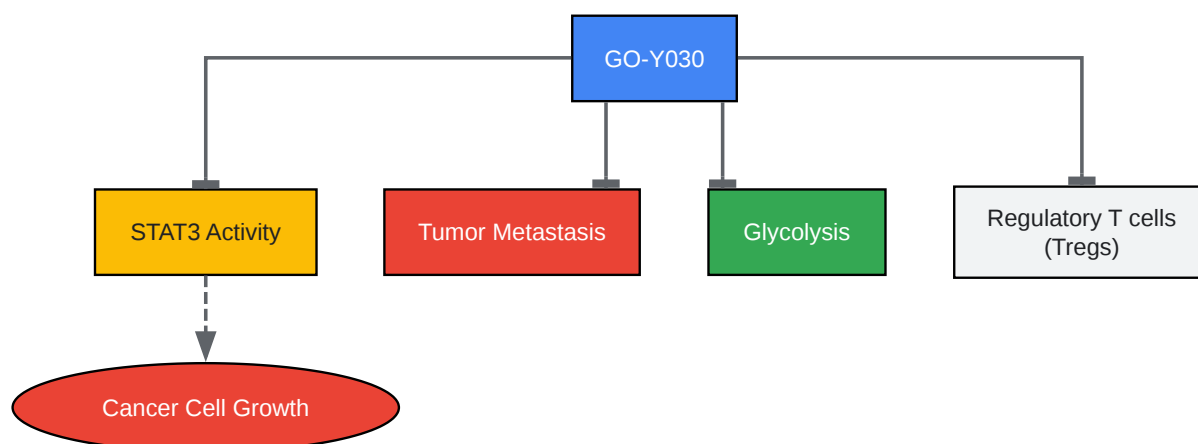 GO-Y030
STAT3 Activity
Tumor Metastasis
Glycolysis
Regulatory T cells
(Tregs)
Cancer Cell Growth